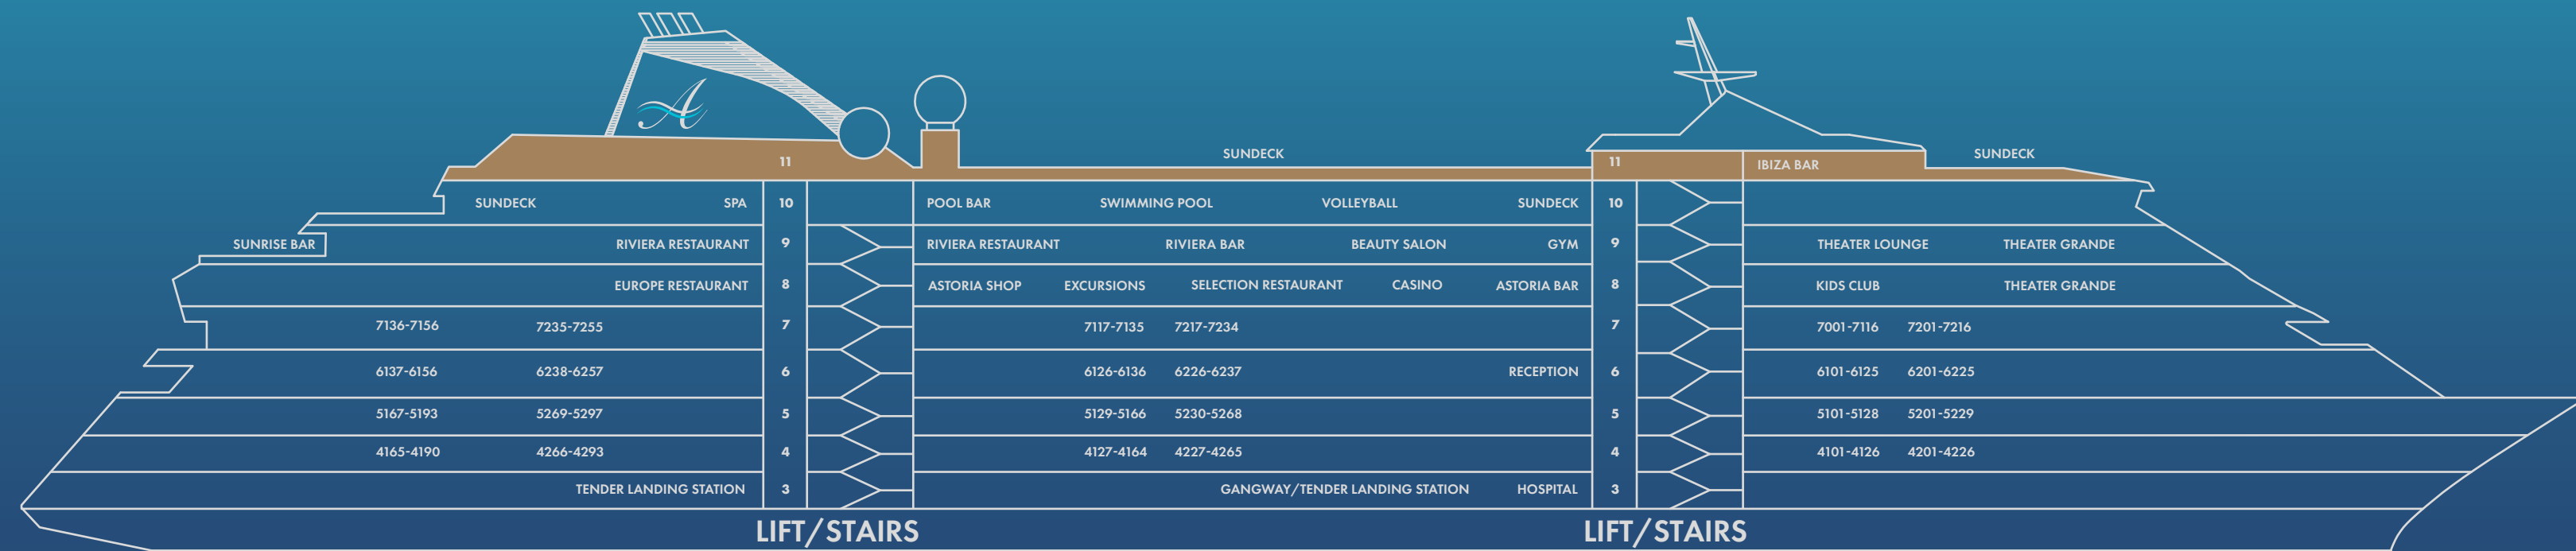 A
SUNDECK
11 11 IBIZA BAR SUNDECK
SUNDECK SPA 10 POOL BAR SWIMMING POOL VOLLEYBALL SUNDECK 10
SUNRISE BAR RIVIERA RESTAURANT 9 RIVIERA RESTAURANT RIVIERA BAR BEAUTY SALON GYM 9 THEATER LOUNGE THEATER GRANDE
EUROPE RESTAURANT 8 ASTORIA SHOP EXCURSIONS SELECTION RESTAURANT CASINO ASTORIA BAR 8 KIDS CLUB THEATER GRANDE
7136-7156 7235-7255 7 7117-7135 7217-7234 7 7001-7116 7201-7216
6137-6156 6238-6257 6 6126-6136 6226-6237 RECEPTION 6 6101-6125 6201-6225
5167-5193 5269-5297 5 5129-5166 5230-5268 5 5101-5128 5201-5229
4165-4190 4266-4293 4 4127-4164 4227-4265 4 4101-4126 4201-4226
TENDER LANDING STATION 3 GANGWAY/TENDER LANDING STATION HOSPITAL 3
LIFT/STAIRS LIFT/STAIRS